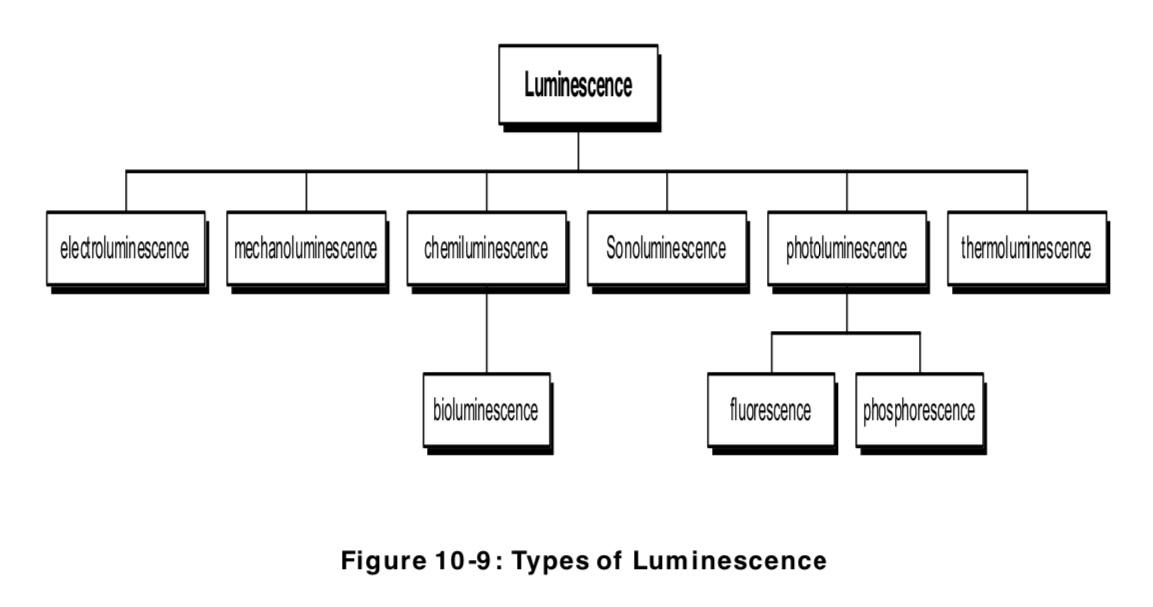 Luminescence
electroluminescence
mechanoluminescence
chemiluminescence
Sonoluminescence
photoluminescence
thermoluminescence
bioluminescence
fluorescence
phosphorescence
Figure 10-9: Types of Luminescence